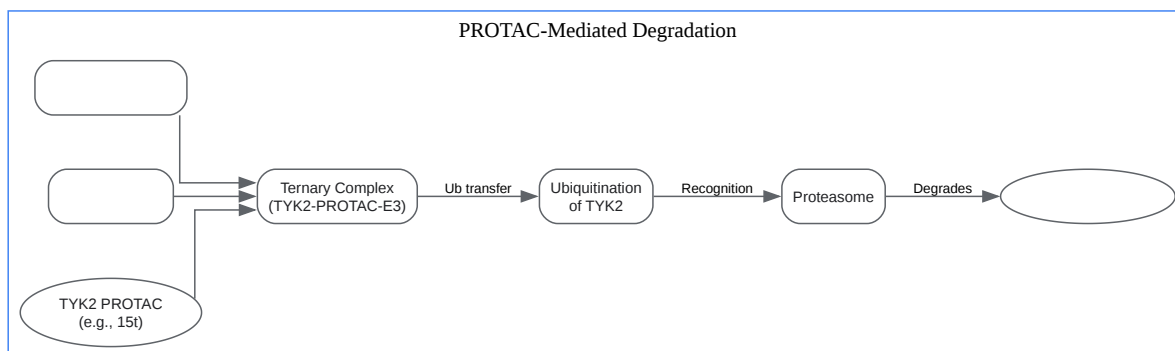 PROTAC-Mediated Degradation
Ternary Complex
(TYK2-PROTAC-E3)
Ub transfer
Ubiquitination
of TYK2
Recognition
Proteasome
Degrades
TYK2 PROTAC
(e.g., 15t)